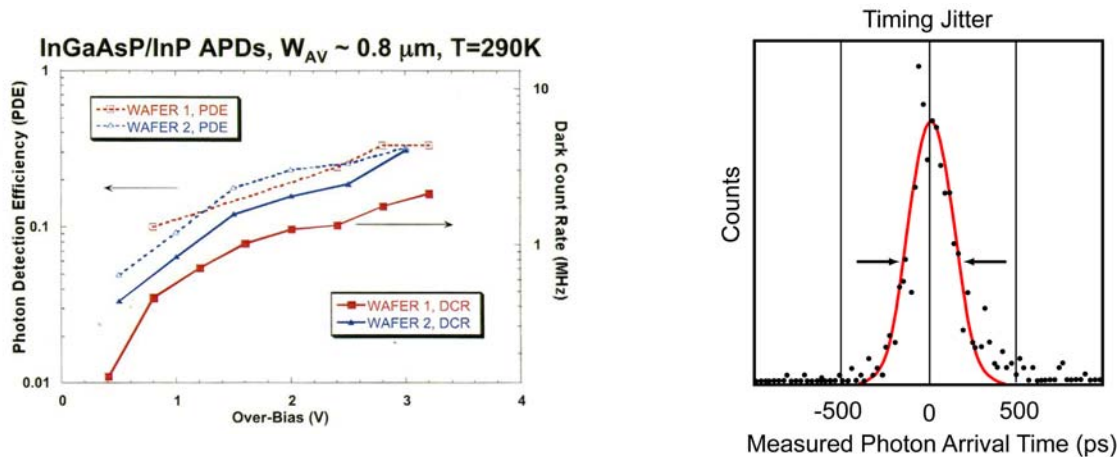 InGaAsP/InP APDs, W_AV ~ 0.8 μm, T=290K
Photon Detection Efficiency (PDE)
1
0.1
0.01
WAFER 1, PDE
WAFER 2, PDE
WAFER 1, DCR
WAFER 2, DCR
10
1
Dark Count Rate (MHz)
0 1 2 3 4
Over-Bias (V)
Timing Jitter
Counts
-500 0 500
Measured Photon Arrival Time (ps)